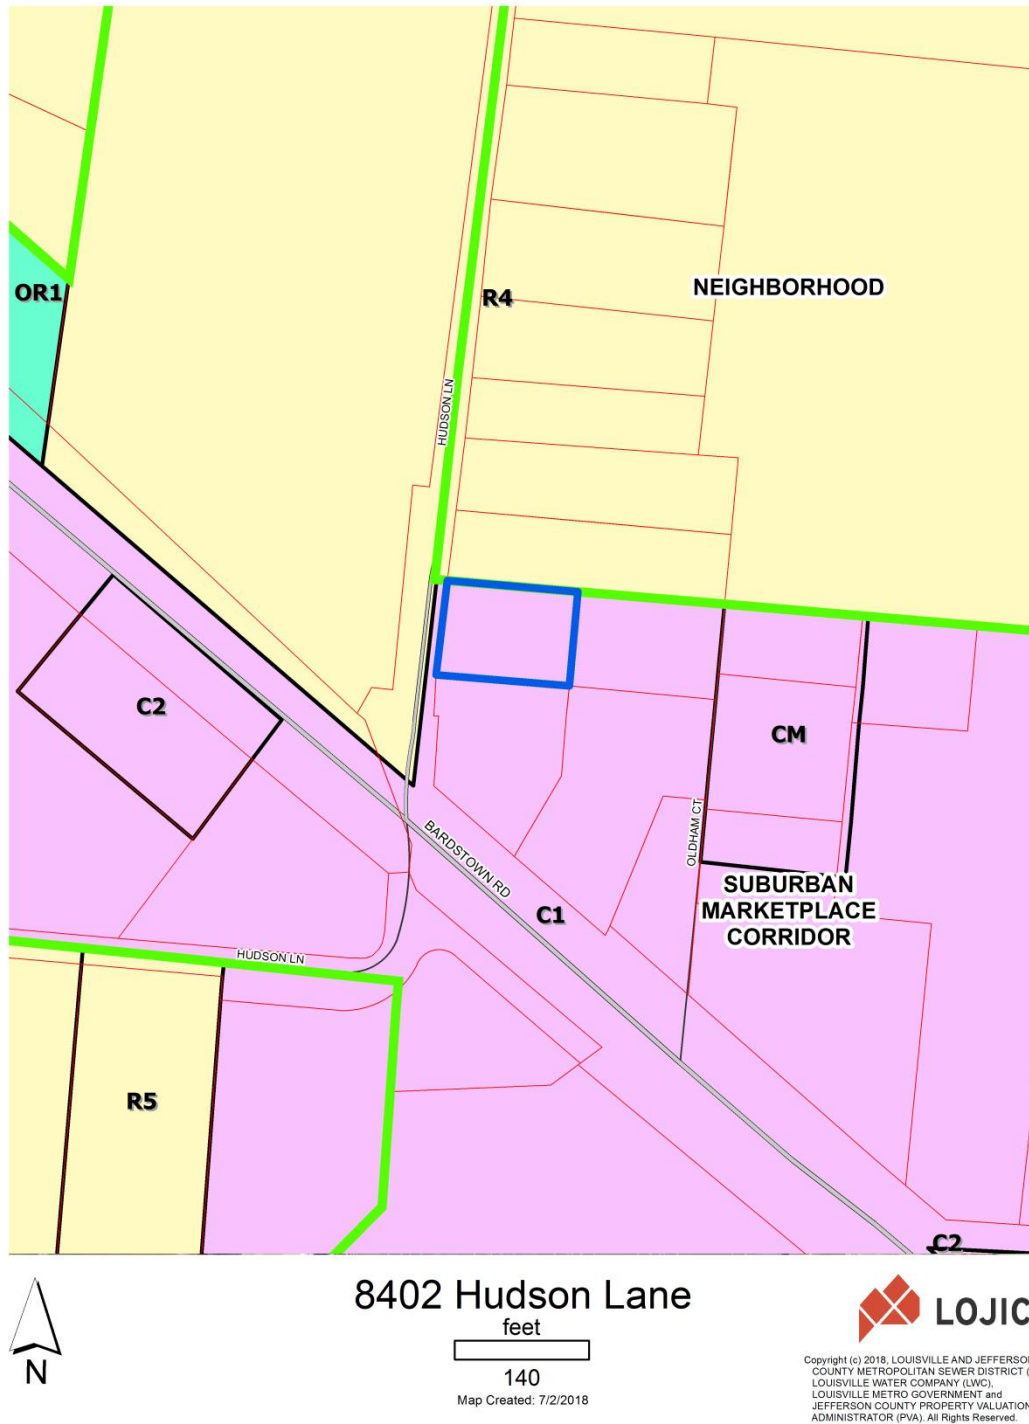 OR1
R4
NEIGHBORHOOD
HUDSON LN
C2
CM
OLDHAM CT
BARDSTOWN RD
SUBURBAN
MARKETPLACE
CORRIDOR
C1
HUDSON LN
R5
C2
N
8402 Hudson Lane
feet
140
Map Created: 7/2/2018
LOJIC
Copyright (c) 2018, LOUISVILLE AND JEFFERSON
COUNTY METROPOLITAN SEWER DISTRICT (
LOUISVILLE WATER COMPANY (LWC),
LOUISVILLE METRO GOVERNMENT and
JEFFERSON COUNTY PROPERTY VALUATION
ADMINISTRATOR (PVA). All Rights Reserved.